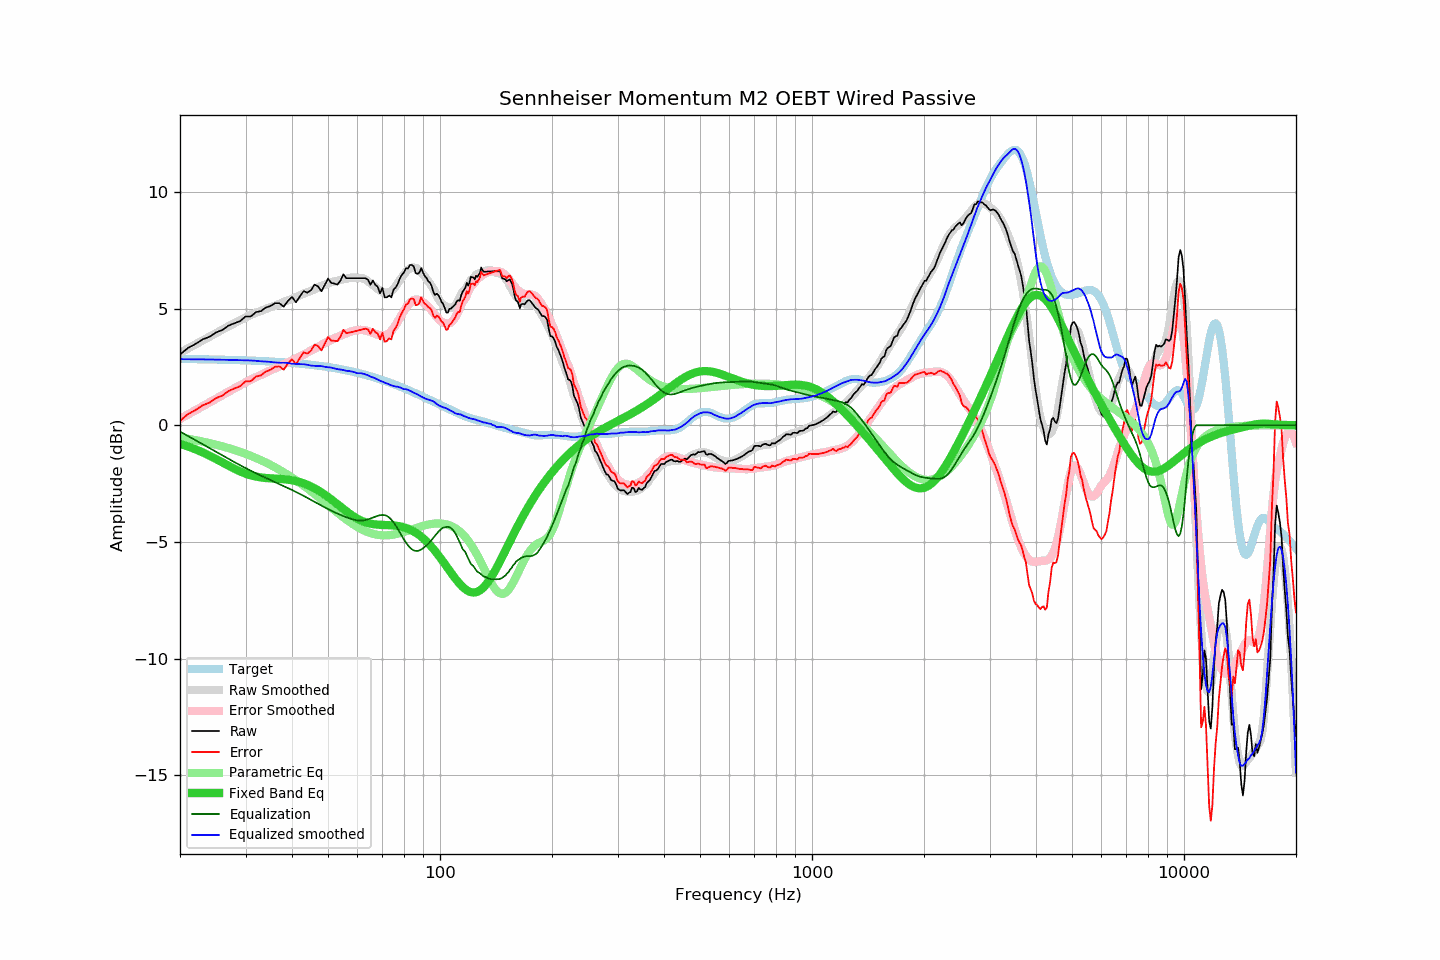 Sennheiser Momentum M2 OEBT Wired Passive
Amplitude (dBr)
10
5
0
−5
−10
−15
Target
Raw Smoothed
Error Smoothed
Raw
Error
Parametric Eq
Fixed Band Eq
Equalization
Equalized smoothed
100
1000
10000
Frequency (Hz)